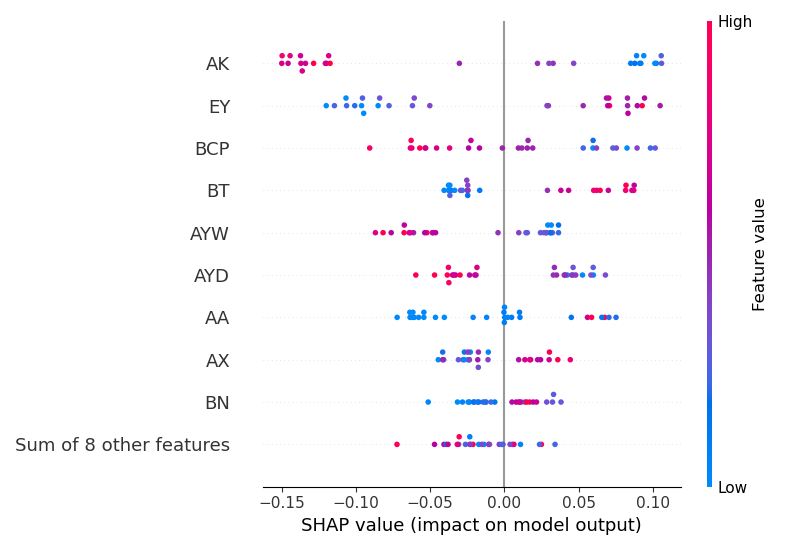 High
AK
EY
BCP
BT
AYW
AYD
AA
AX
BN
Sum of 8 other features
Feature value
Low
−0.15 −0.10 −0.05 0.00 0.05 0.10
SHAP value (impact on model output)